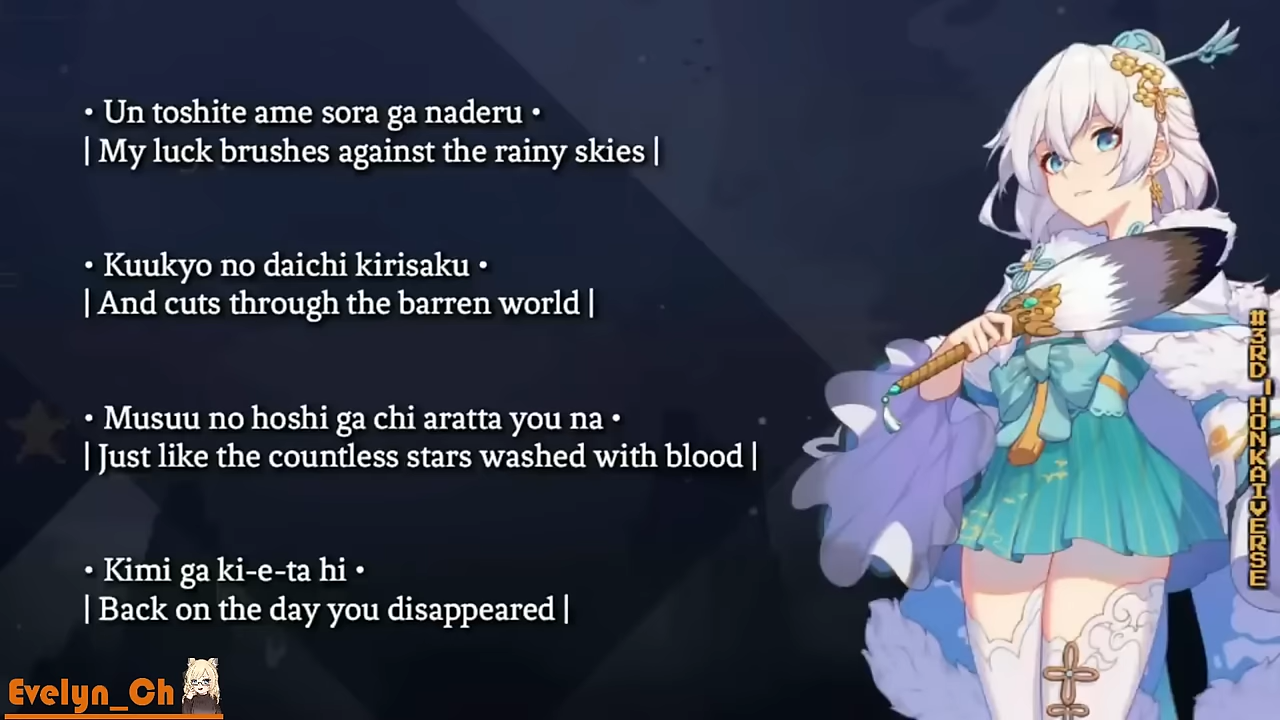 • Un toshite ame sora ga naderu •
| My luck brushes against the rainy skies |
• Kuukyo no daichi kirisaku •
| And cuts through the barren world |
• Musuu no hoshi ga chi aratta you na •
| Just like the countless stars washed with blood |
• Kimi ga ki-e-ta hi •
| Back on the day you disappeared |
#3RD_HONKAIVERSE
Evelyn_Ch